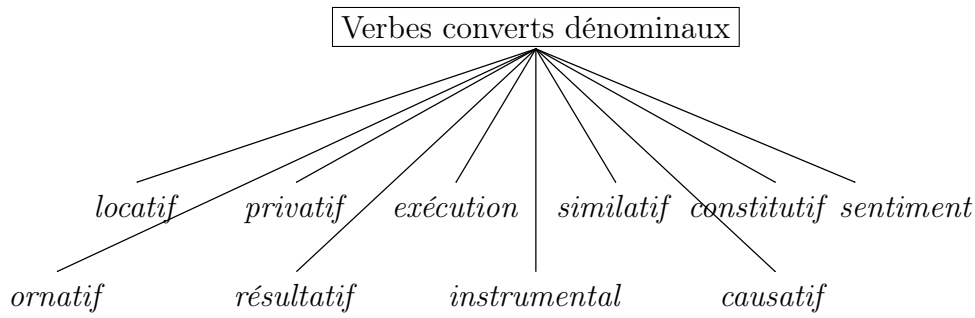 Verbes converts dénominaux
locatif privatif exécution similatif constitutif sentiment
ornatif résultatif instrumental causatif